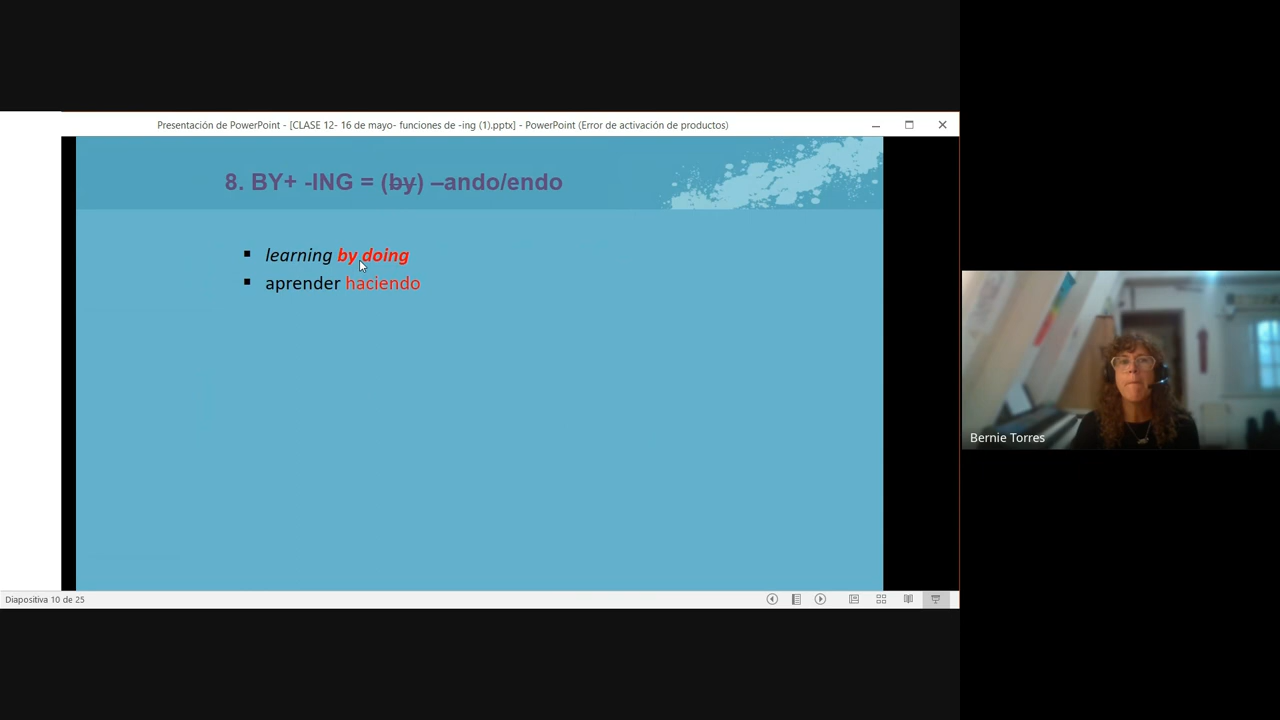 Presentación de PowerPoint - [CLASE 12- 16 de mayo- funciones de -ing (1).pptx] - PowerPoint (Error de activación de productos)
8. BY+ -ING = (by) –ando/endo
▪ learning by doing
▪ aprender haciendo
Bernie Torres
Diapositiva 10 de 25